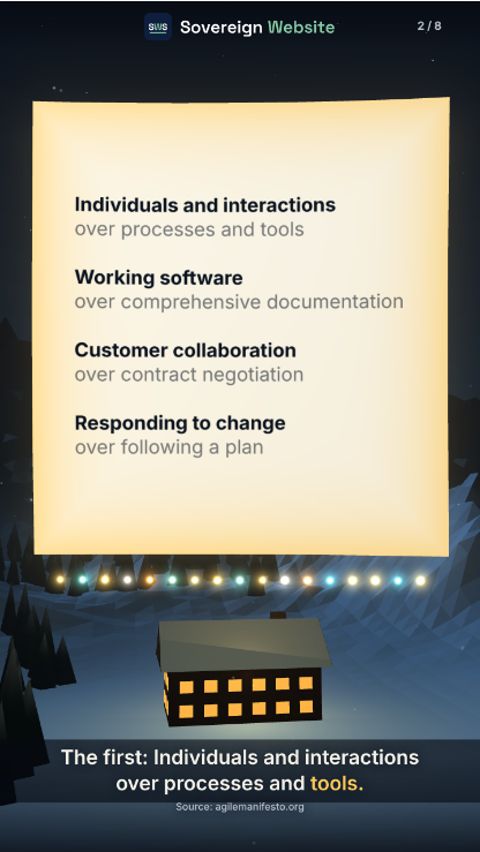 SWS Sovereign Website 2 / 8
Individuals and interactions
over processes and tools
Working software
over comprehensive documentation
Customer collaboration
over contract negotiation
Responding to change
over following a plan
The first: Individuals and interactions
over processes and tools.
Source: agilemanifesto.org